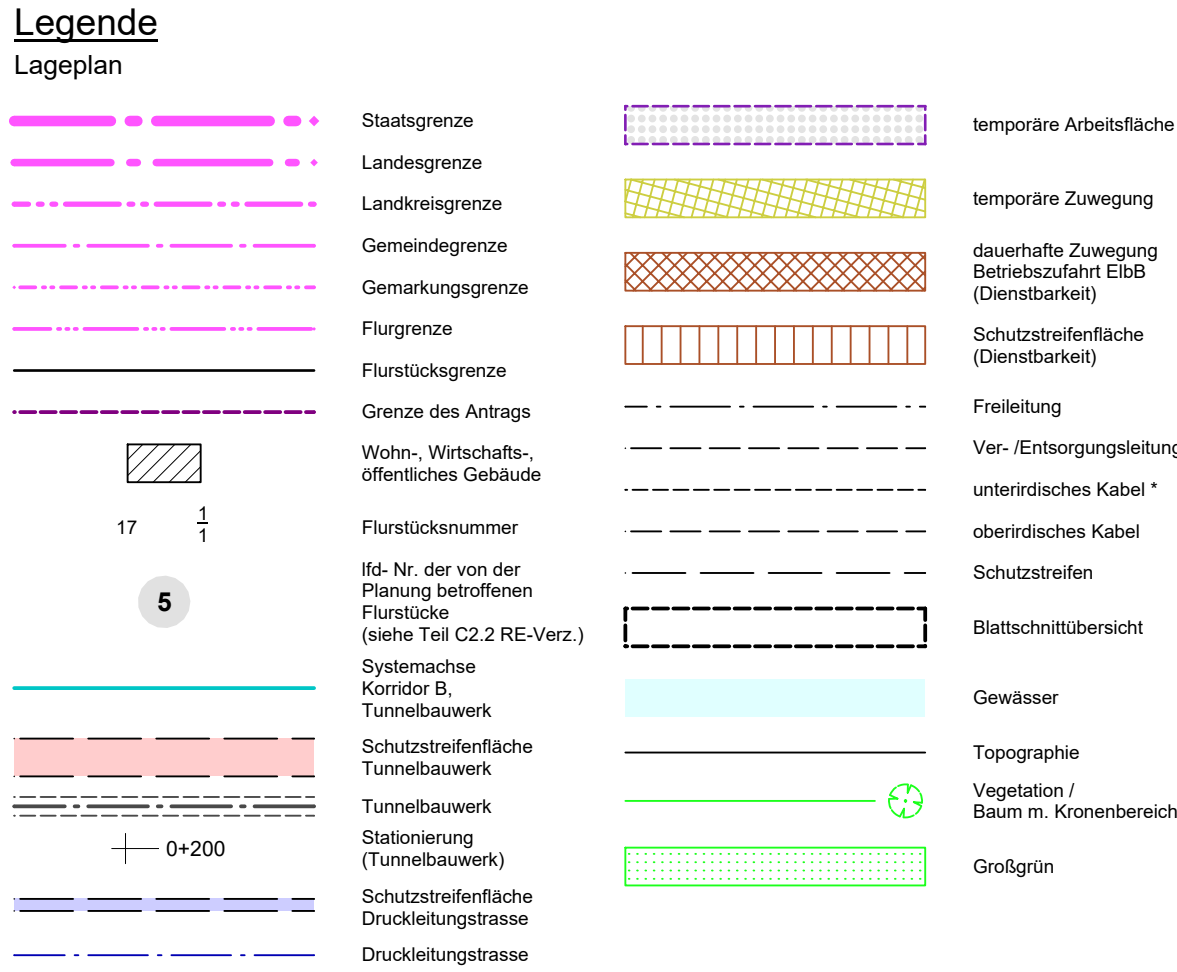 Legende
Lageplan
Staatsgrenze
Landesgrenze
Landkreisgrenze
Gemeindegrenze
Gemarkungsgrenze
Flurgrenze
Flurstücksgrenze
Grenze des Antrags
Wohn-, Wirtschafts-,
öffentliches Gebäude
17
1
1
Flurstücksnummer
5
lfd- Nr. der von der
Planung betroffenen
Flurstücke
(siehe Teil C2.2 RE-Verz.)
Systemachse
Korridor B,
Tunnelbauwerk
Schutzstreifenfläche
Tunnelbauwerk
Tunnelbauwerk
0+200
Stationierung
(Tunnelbauwerk)
Schutzstreifenfläche
Druckleitungstrasse
Druckleitungstrasse
temporäre Arbeitsfläche
temporäre Zuwegung
dauerhafte Zuwegung
Betriebszufahrt ElbB
(Dienstbarkeit)
Schutzstreifenfläche
(Dienstbarkeit)
Freileitung
Ver- /Entsorgungsleitung
unterirdisches Kabel *
oberirdisches Kabel
Schutzstreifen
Blattschnittübersicht
Gewässer
Topographie
Vegetation /
Baum m. Kronenbereich
Großgrün